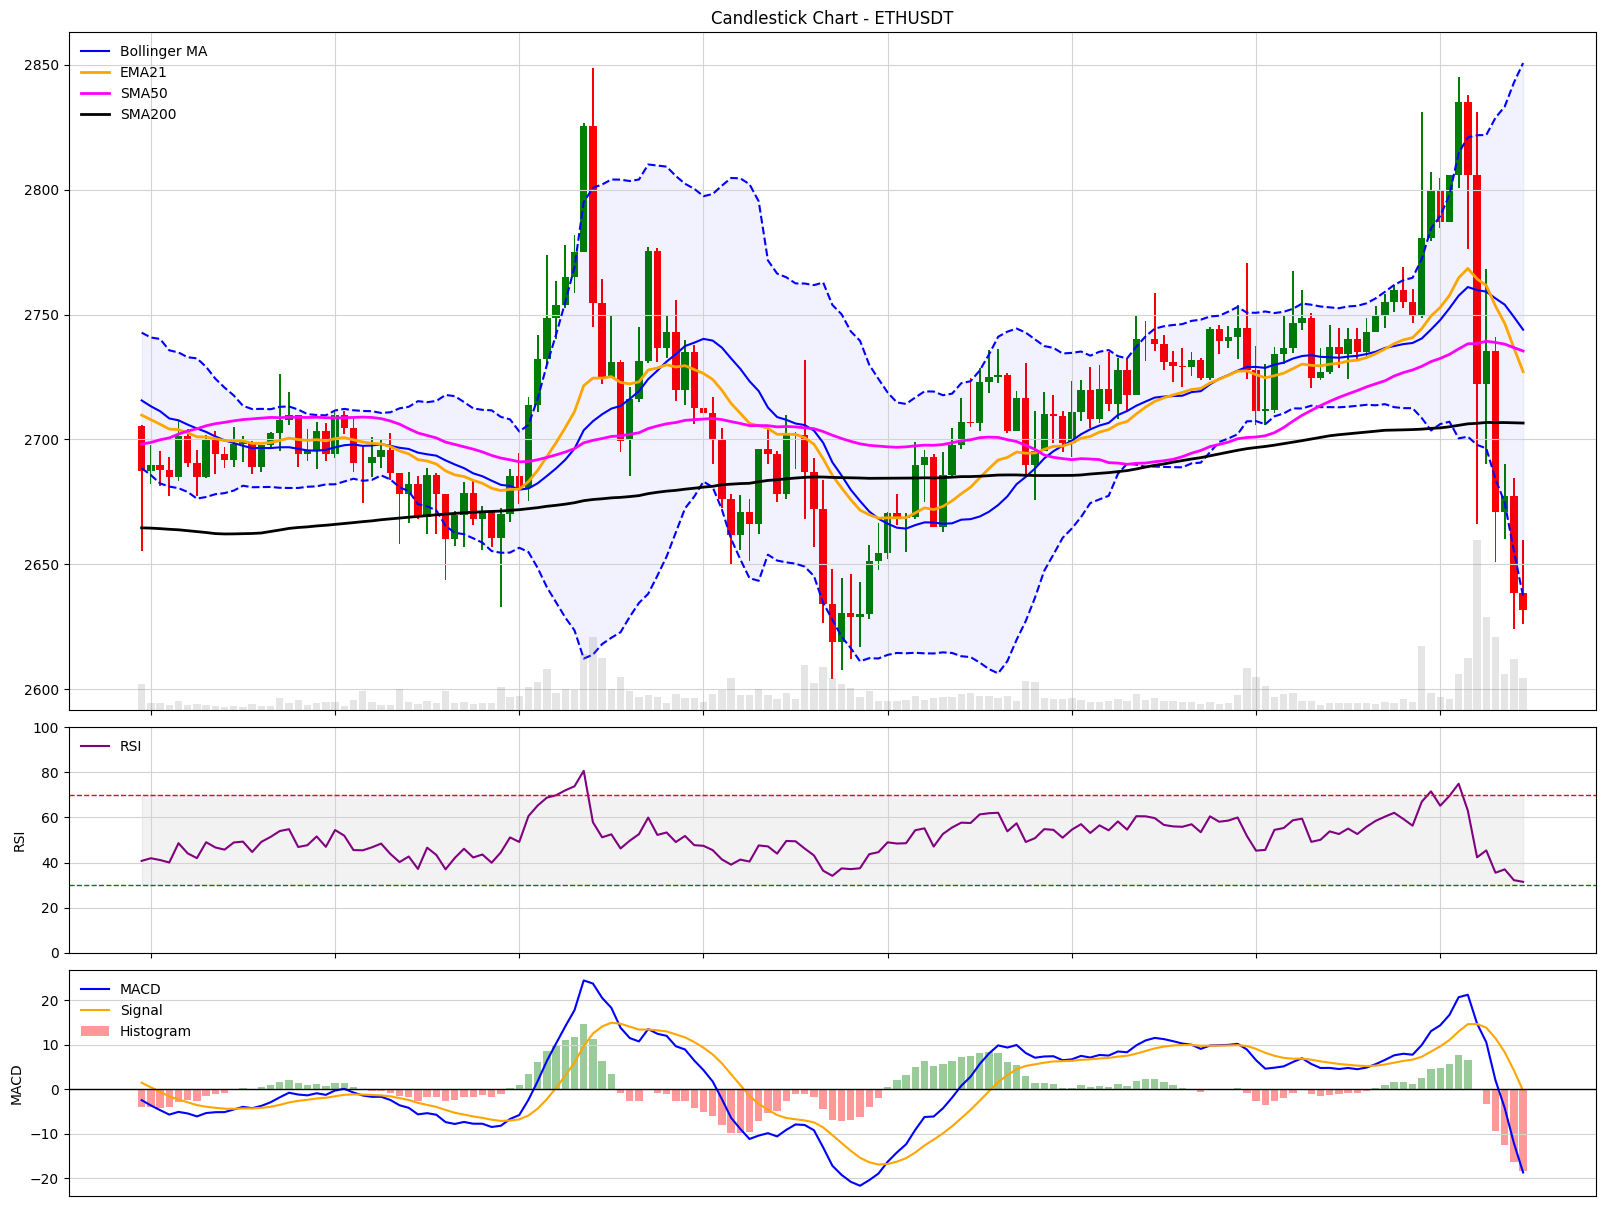 Candlestick Chart - ETHUSDT
Bollinger MA
EMA21
SMA50
SMA200
2850
2800
2750
2700
2650
2600
RSI
RSI
100
80
60
40
20
0
MACD
Signal
Histogram
MACD
20
10
0
−10
−20